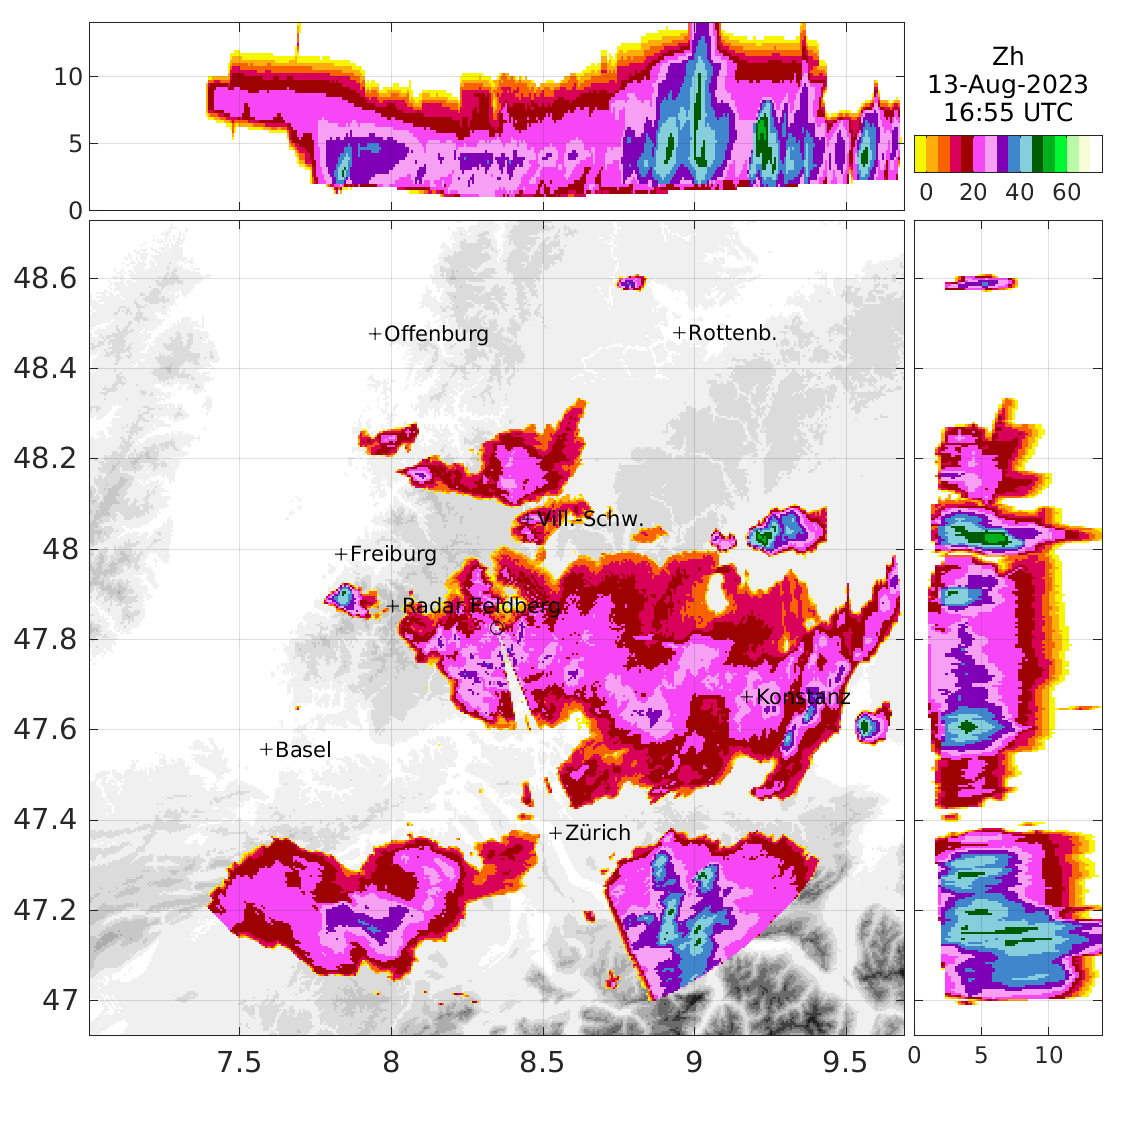 10
5
0
Zh
13-Aug-2023
16:55 UTC
0 20 40 60
48.6
48.4
48.2
48
47.8
47.6
47.4
47.2
47
+Offenburg
+Rottenb.
+Vill.-Schw.
+Freiburg
+Radar Feldberg
+Konstanz
+Basel
+Zürich
7.5 8 8.5 9 9.5
0 5 10